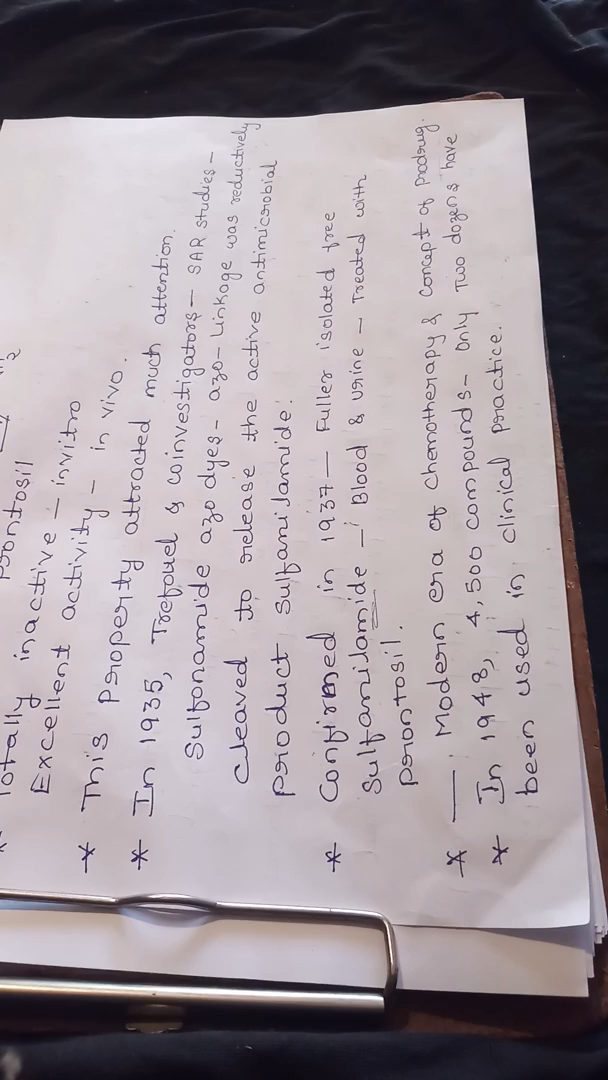 Prontosil
* Totally inactive - invitro
Excellent activity - in vivo.
* This property attracted much attention.
* In 1935, Trefouel & coinvestigators - SAR studies -
Sulfonamide azo dyes - azo-linkage was reductively
cleaved to release the active antimicrobial
product Sulfanilamide.
* Confirmed in 1937 - Fuller isolated free
Sulfanilamide - Blood & urine - Treated with
prontosil.
* — Modern era of chemotherapy & concept of prodrug.
* In 1948, 4,500 compounds - only two dozens have
been used in clinical practice.